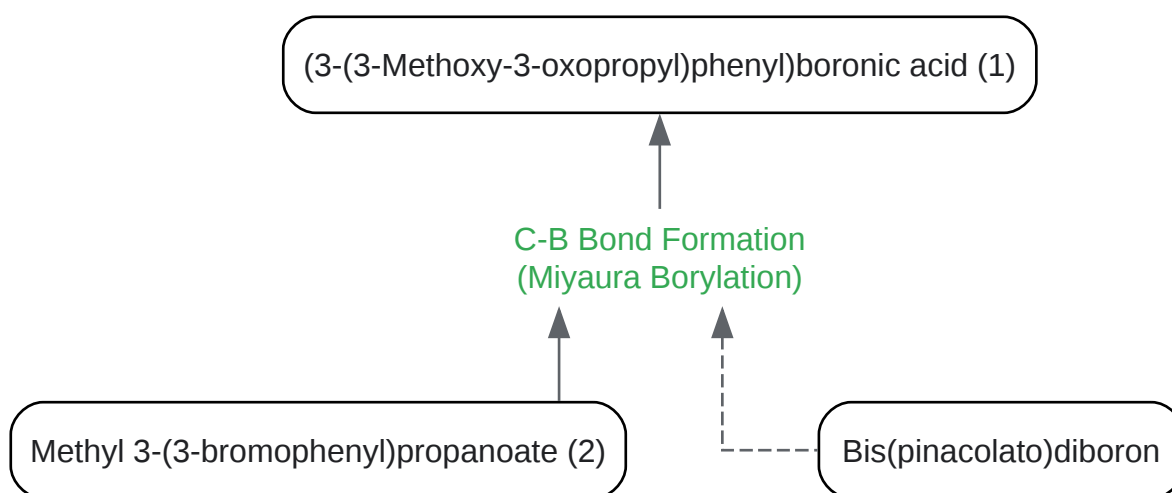 (3-(3-Methoxy-3-oxopropyl)phenyl)boronic acid (1)
C-B Bond Formation
(Miyaura Borylation)
Methyl 3-(3-bromophenyl)propanoate (2)
Bis(pinacolato)diboron